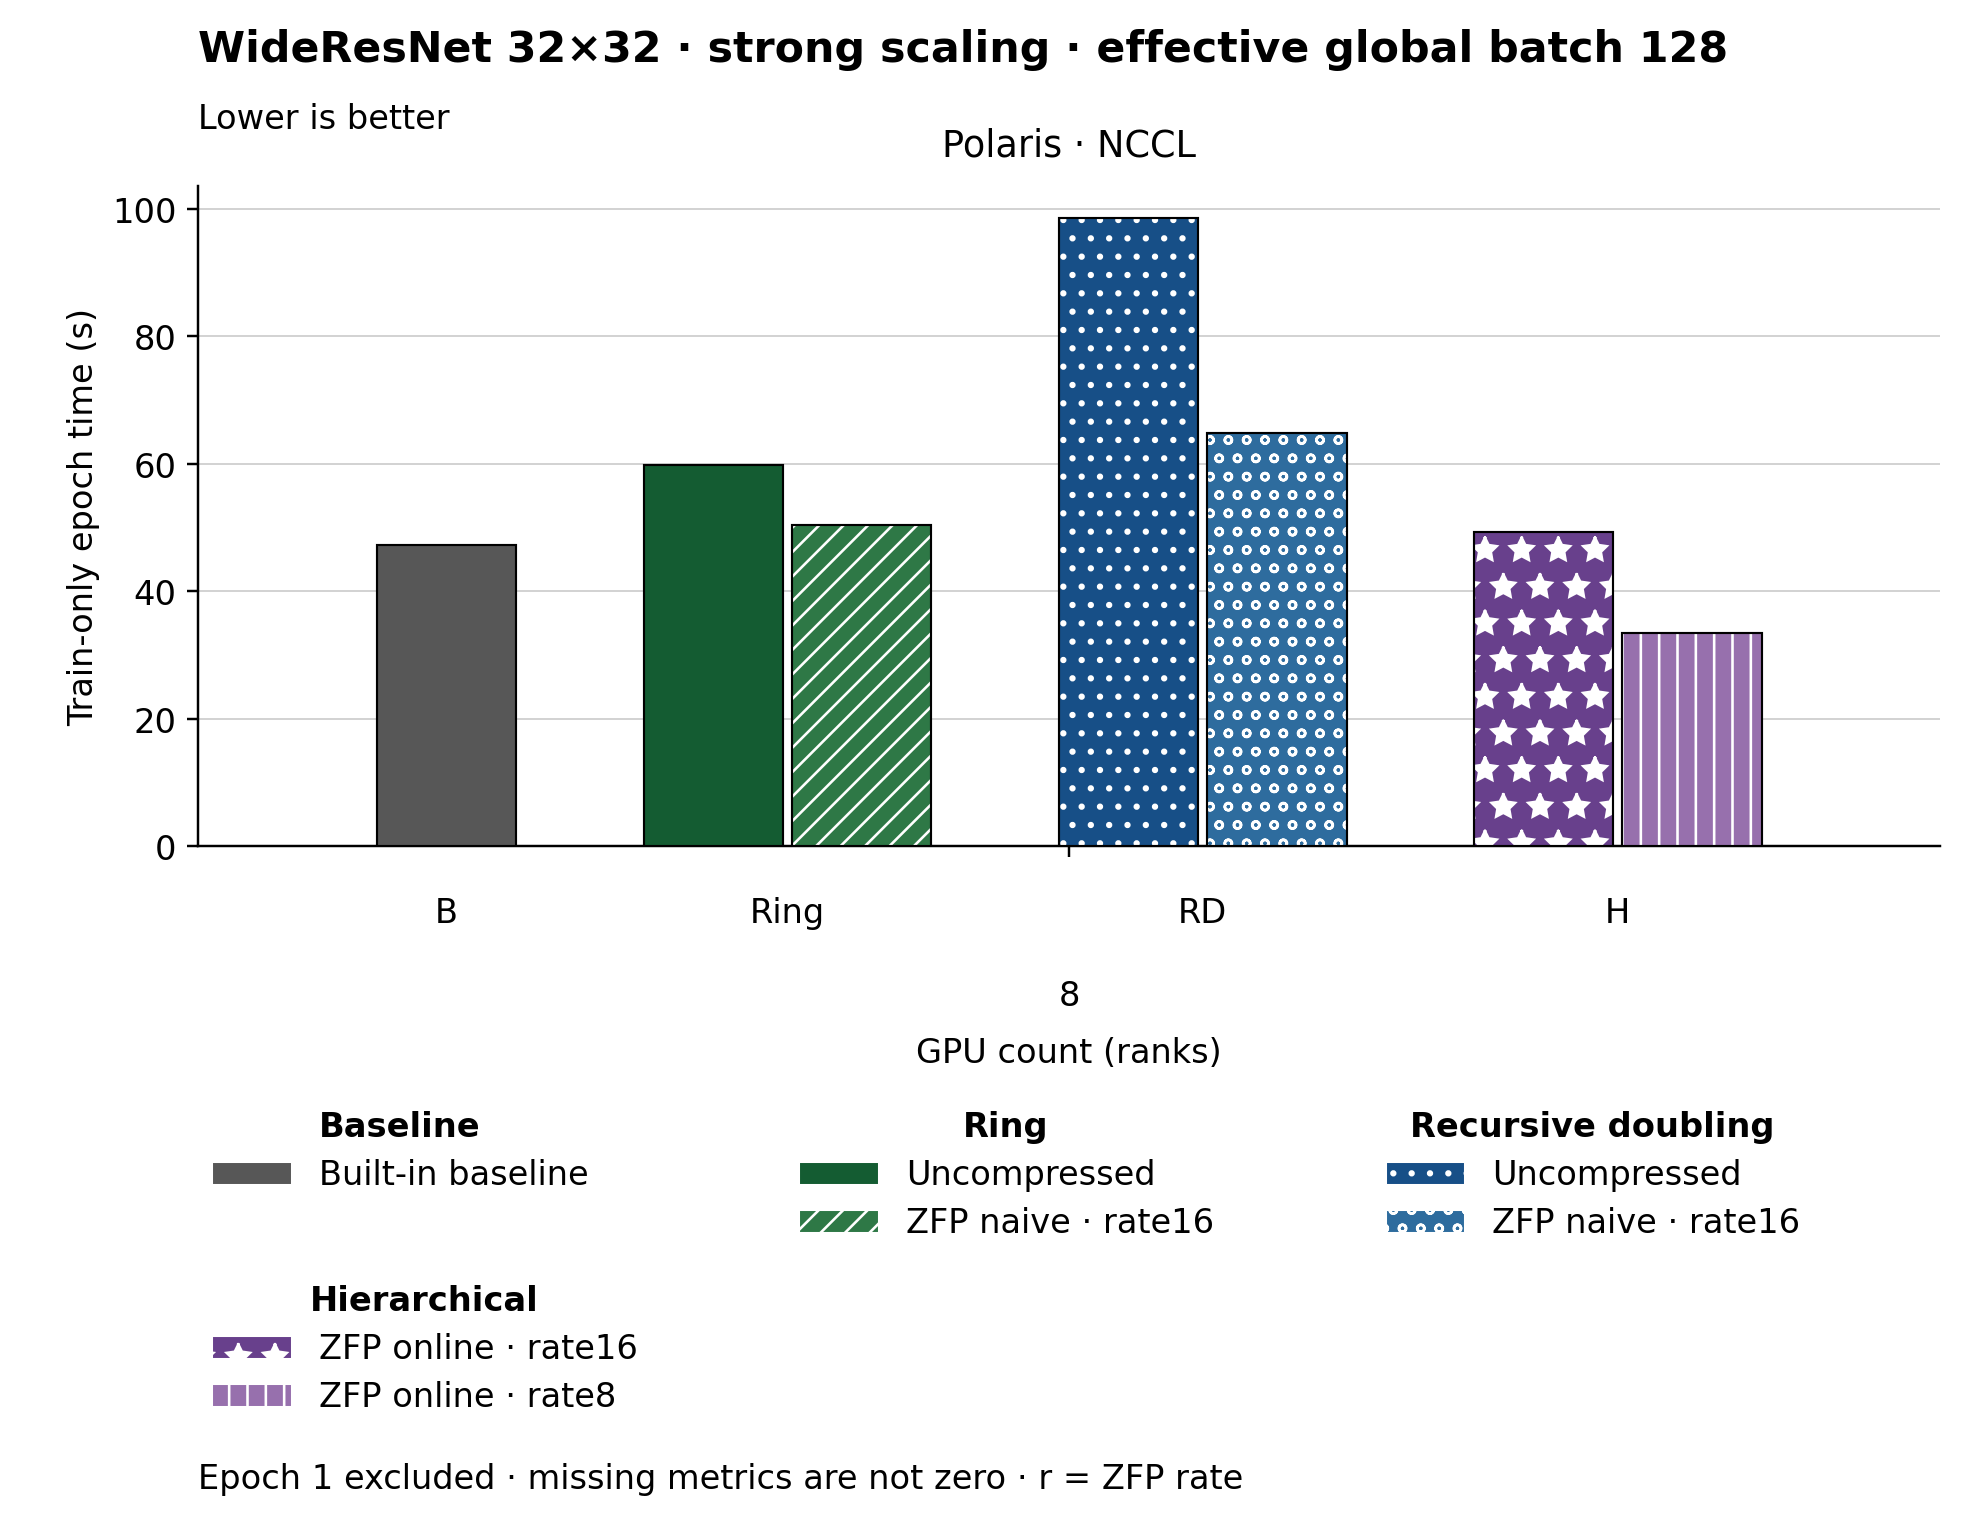 WideResNet 32×32 · strong scaling · effective global batch 128
Lower is better
Polaris · NCCL
Train-only epoch time (s)
100
80
60
40
20
0
B Ring RD H
8
GPU count (ranks)
Baseline
Built-in baseline
Ring
Uncompressed
ZFP naive · rate16
Recursive doubling
Uncompressed
ZFP naive · rate16
Hierarchical
ZFP online · rate16
ZFP online · rate8
Epoch 1 excluded · missing metrics are not zero · r = ZFP rate